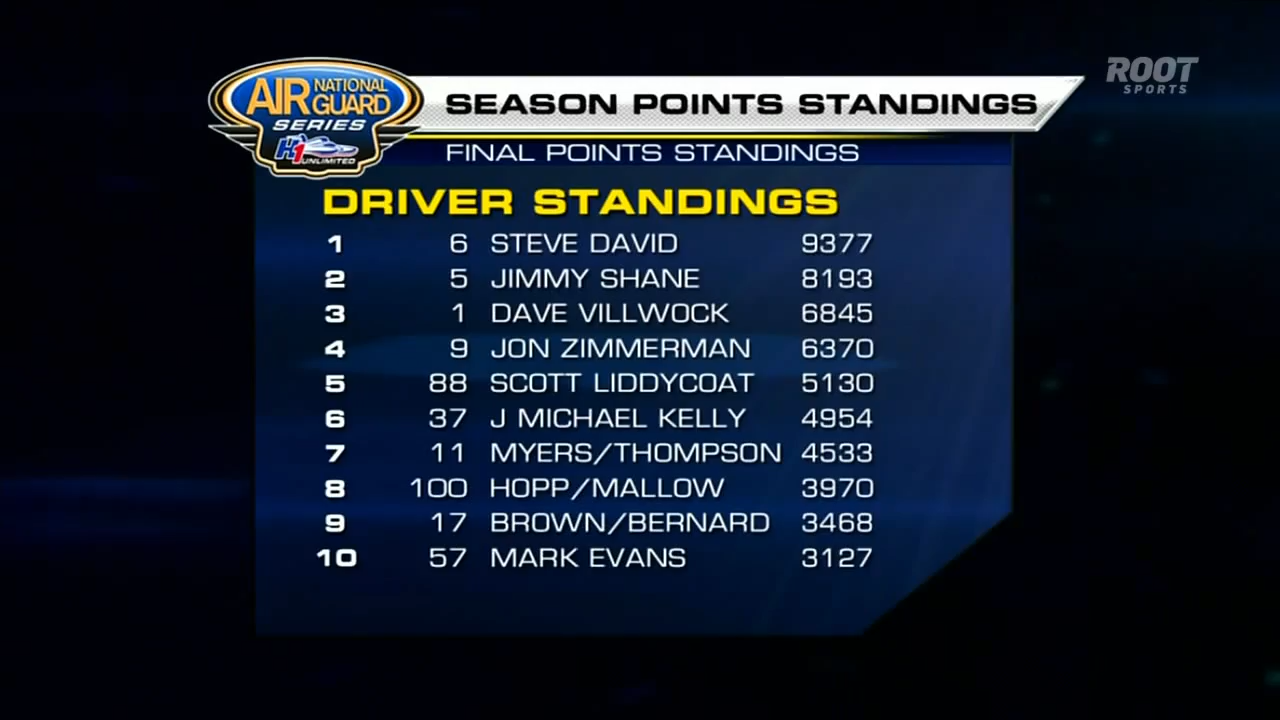 AIR NATIONAL GUARD
SERIES
H1 UNLIMITED
SEASON POINTS STANDINGS
ROOT
SPORTS
FINAL POINTS STANDINGS
DRIVER STANDINGS
1 6 STEVE DAVID 9377
2 5 JIMMY SHANE 8193
3 1 DAVE VILLWOCK 6845
4 9 JON ZIMMERMAN 6370
5 88 SCOTT LIDDYCOAT 5130
6 37 J MICHAEL KELLY 4954
7 11 MYERS/THOMPSON 4533
8 100 HOPP/MALLOW 3970
9 17 BROWN/BERNARD 3468
10 57 MARK EVANS 3127